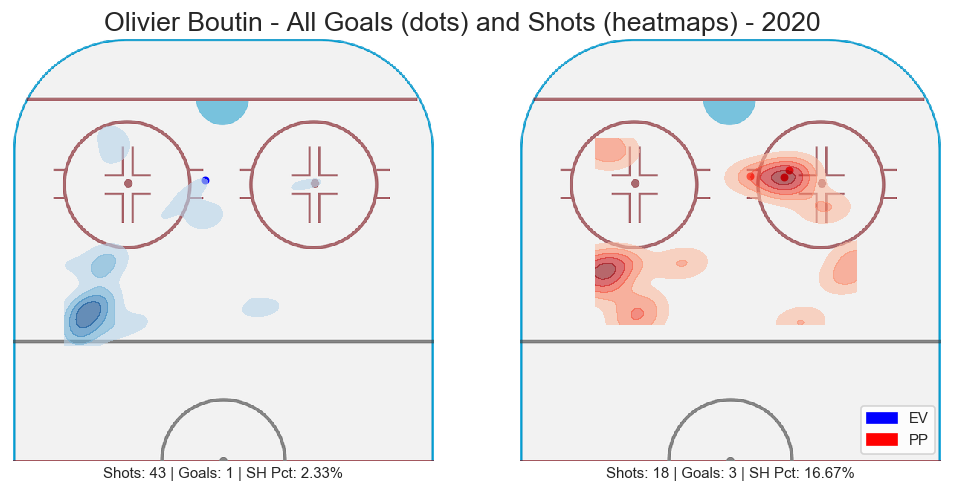 Olivier Boutin - All Goals (dots) and Shots (heatmaps) - 2020
EV
PP
Shots: 43 | Goals: 1 | SH Pct: 2.33%
Shots: 18 | Goals: 3 | SH Pct: 16.67%